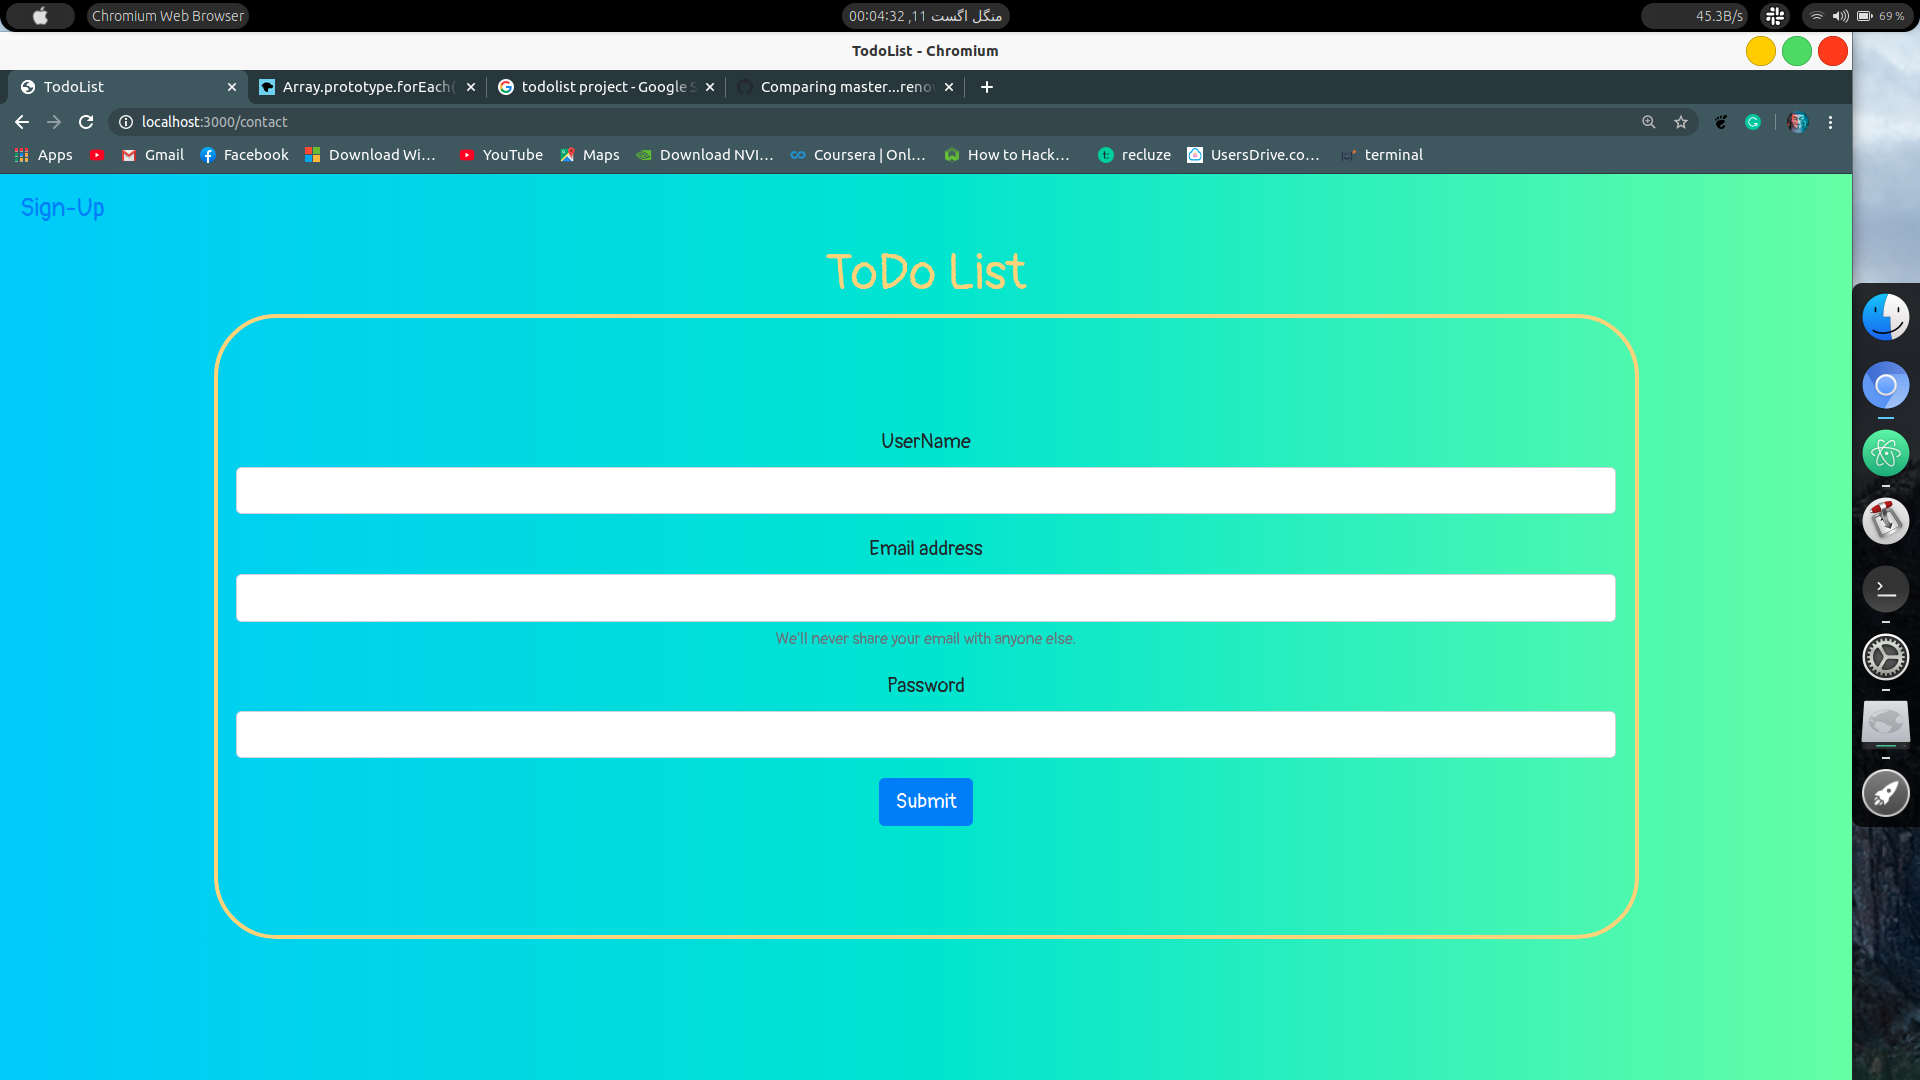 Chromium Web Browser
منگل اگست 11, 00:04:32
45.3B/s
69 %
TodoList - Chromium
TodoList
Array.prototype.forEach(
todolist project - Google S
Comparing master...reno
localhost:3000/contact
Apps
Gmail
Facebook
Download Wi...
YouTube
Maps
Download NVI...
Coursera | Onl...
How to Hack...
recluze
UsersDrive.co...
terminal
Sign-Up
ToDo List
UserName
Email address
We'll never share your email with anyone else.
Password
Submit